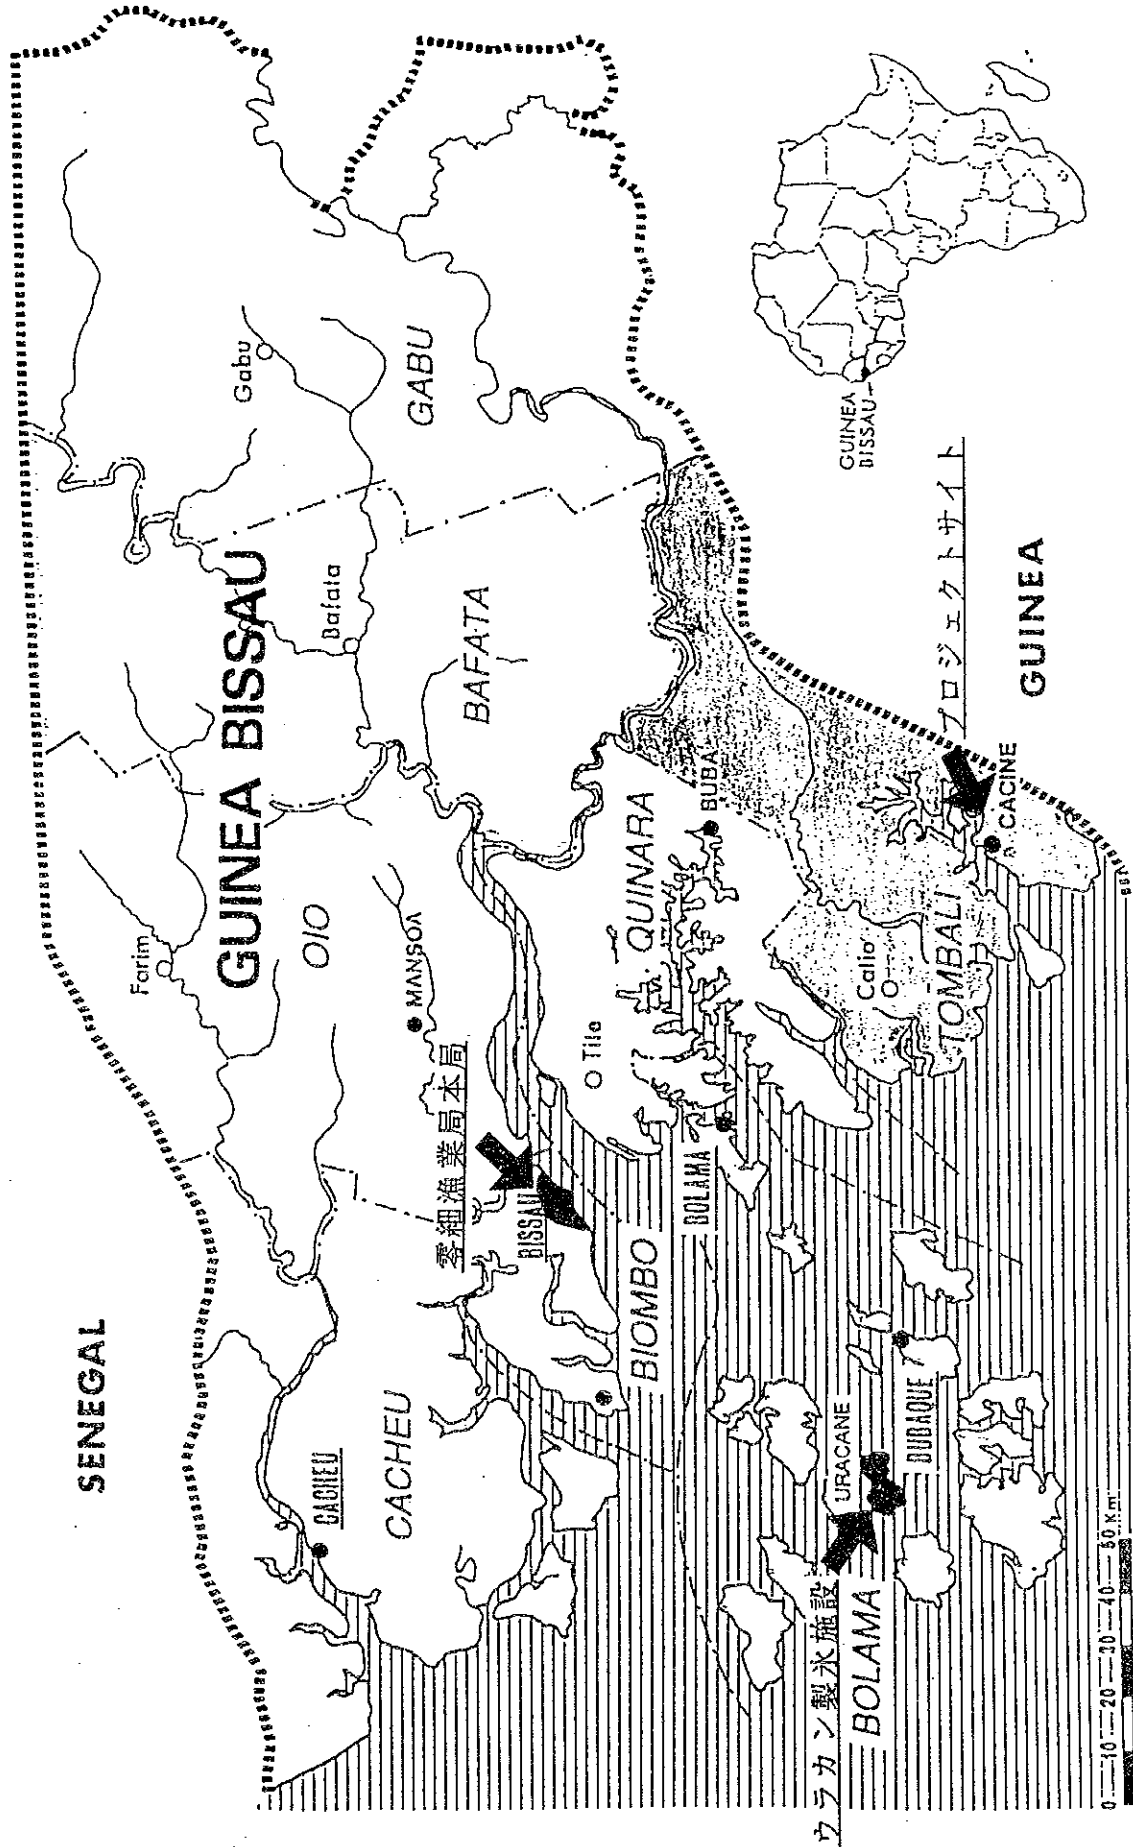 SENEGAL
GUINEA BISSAU
Farim
Gabu
Bafata
OIO
GABU
BAFATA
CACHEU
CACHEU
MANSOA
零細漁業局本局
BISSAU
Tite
BIOMBO
QUINARA
BUBA
BOLAMA
Catio
TOMBALI
CACINE
プロジェクトサイト
GUINEA
URACANE
BUBAQUE
ウラカン製氷施設
BOLAMA
0 10 20 30 40 50 Km
GUINEA
BISSAU